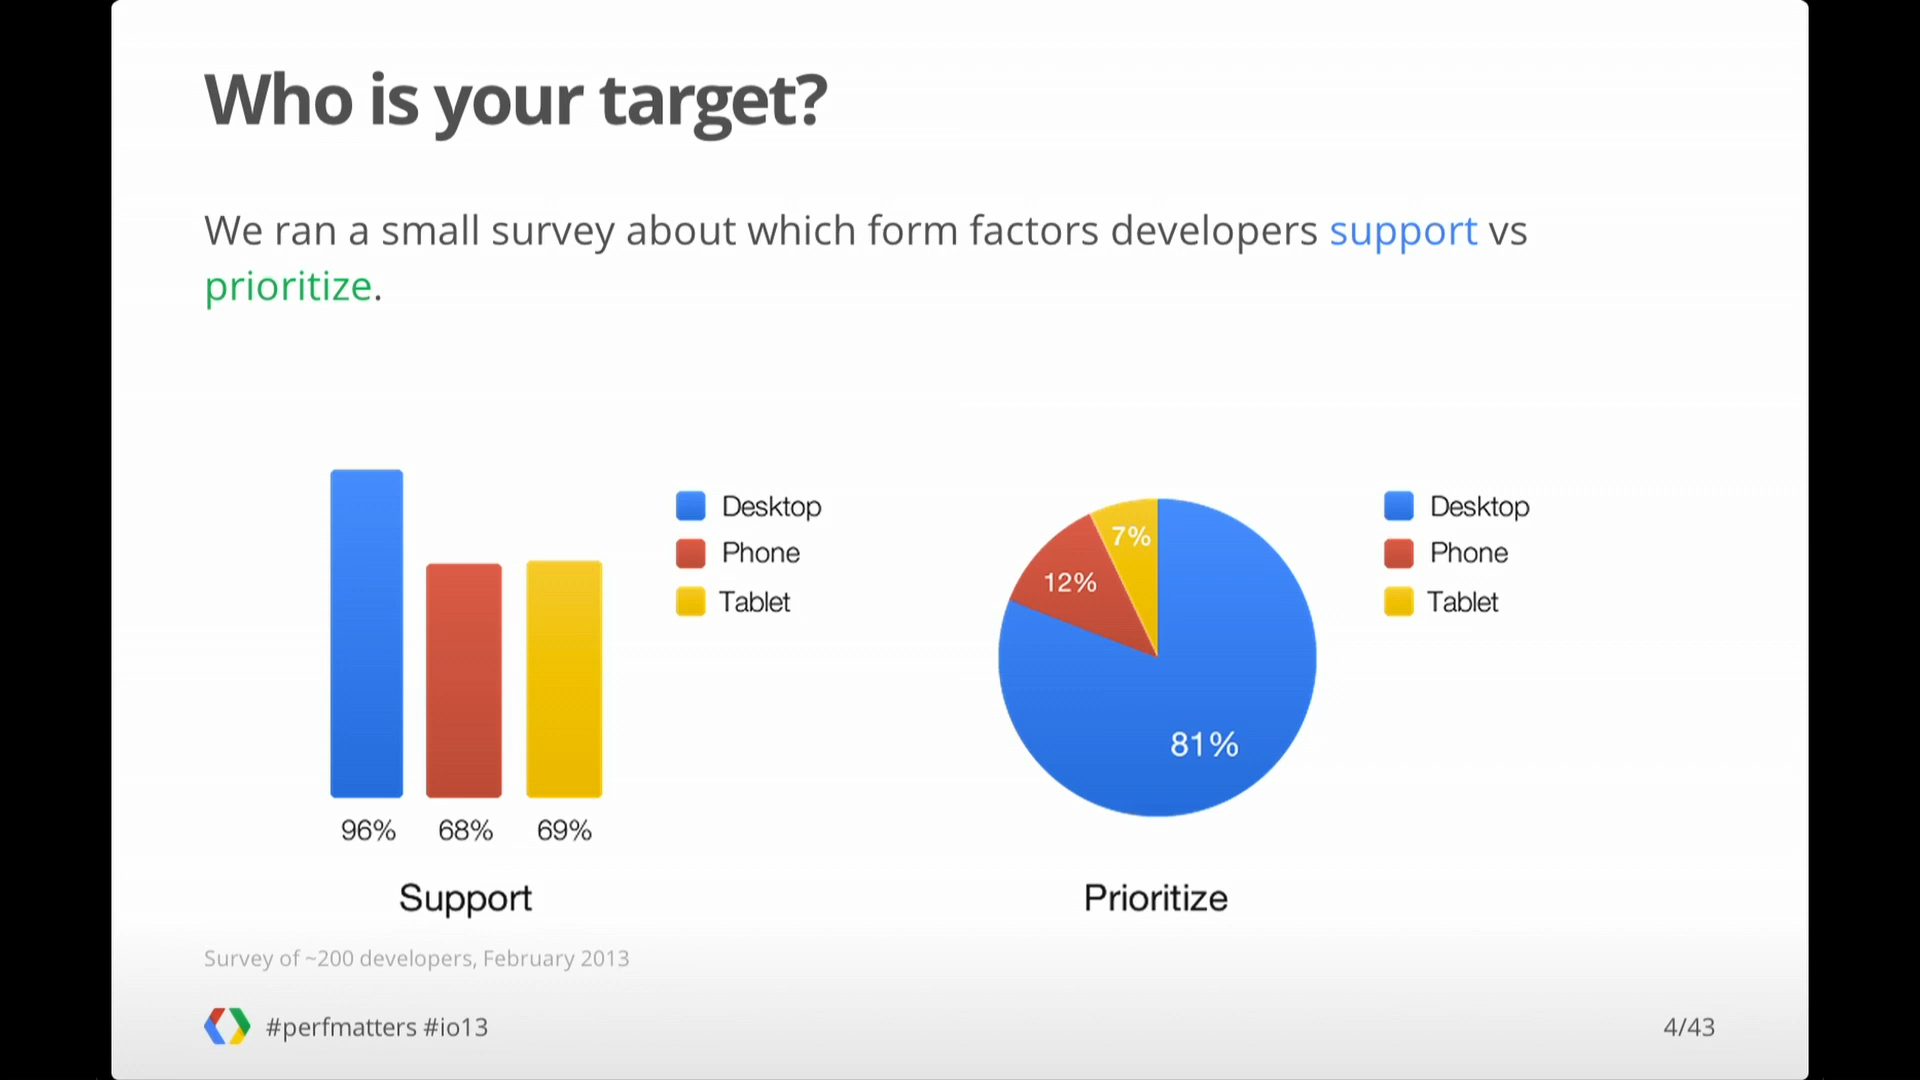 Who is your target?
We ran a small survey about which form factors developers support vs
prioritize.
Desktop
Phone
Tablet
96% 68% 69%
Support
7%
12%
81%
Desktop
Phone
Tablet
Prioritize
Survey of ~200 developers, February 2013
#perfmatters #io13
4/43